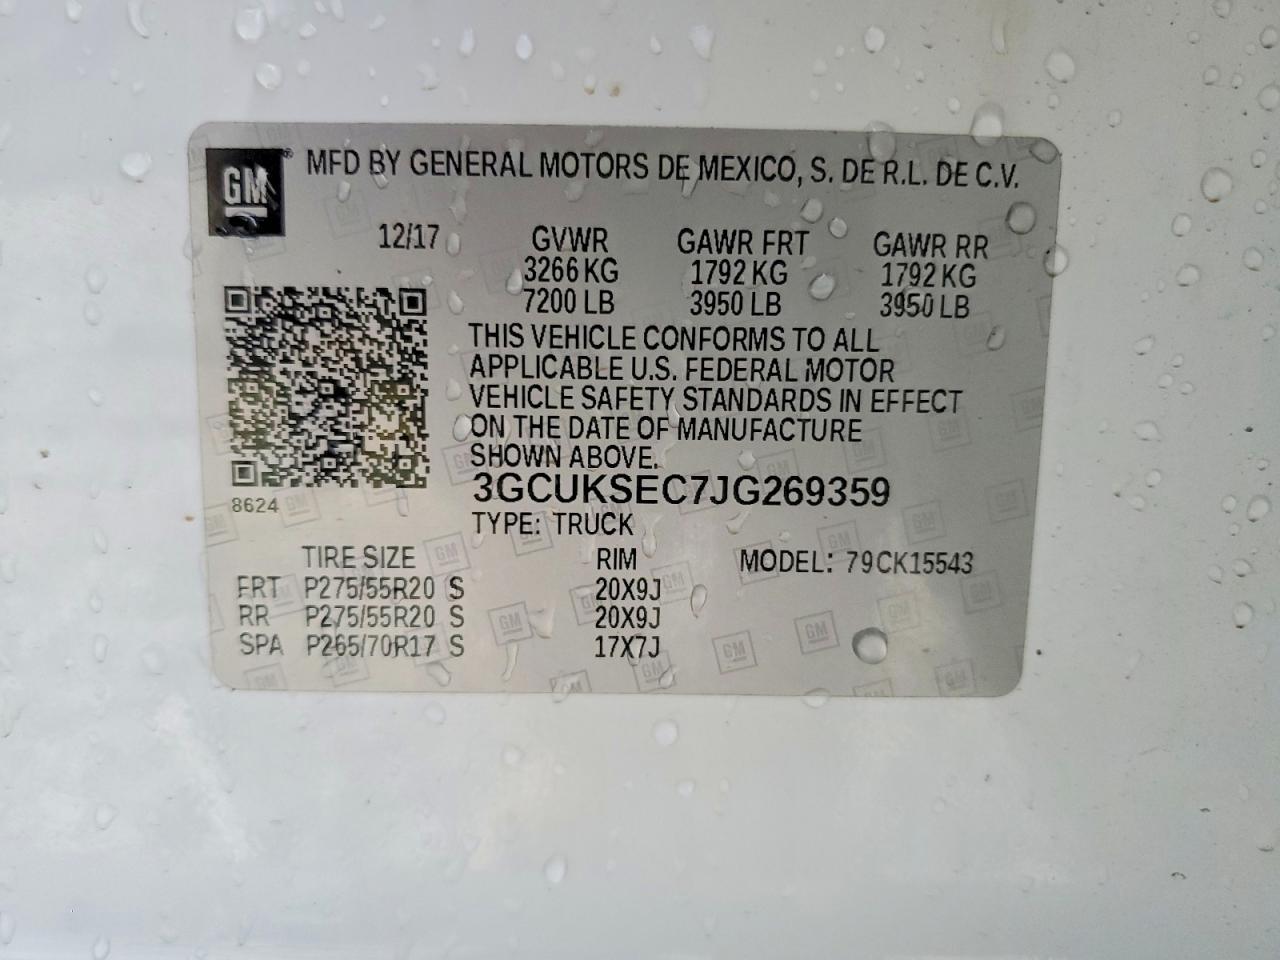 GM® MFD BY GENERAL MOTORS DE MEXICO, S. DE R.L. DE C.V.
12/17 GVWR GAWR FRT GAWR RR
3266 KG 1792 KG 1792 KG
7200 LB 3950 LB 3950 LB
THIS VEHICLE CONFORMS TO ALL
APPLICABLE U.S. FEDERAL MOTOR
VEHICLE SAFETY STANDARDS IN EFFECT
ON THE DATE OF MANUFACTURE
SHOWN ABOVE.
3GCUKSEC7JG269359
8624
TYPE: TRUCK
TIRE SIZE RIM MODEL: 79CK15543
FRT P275/55R20 S 20X9J
RR P275/55R20 S 20X9J
SPA P265/70R17 S 17X7J